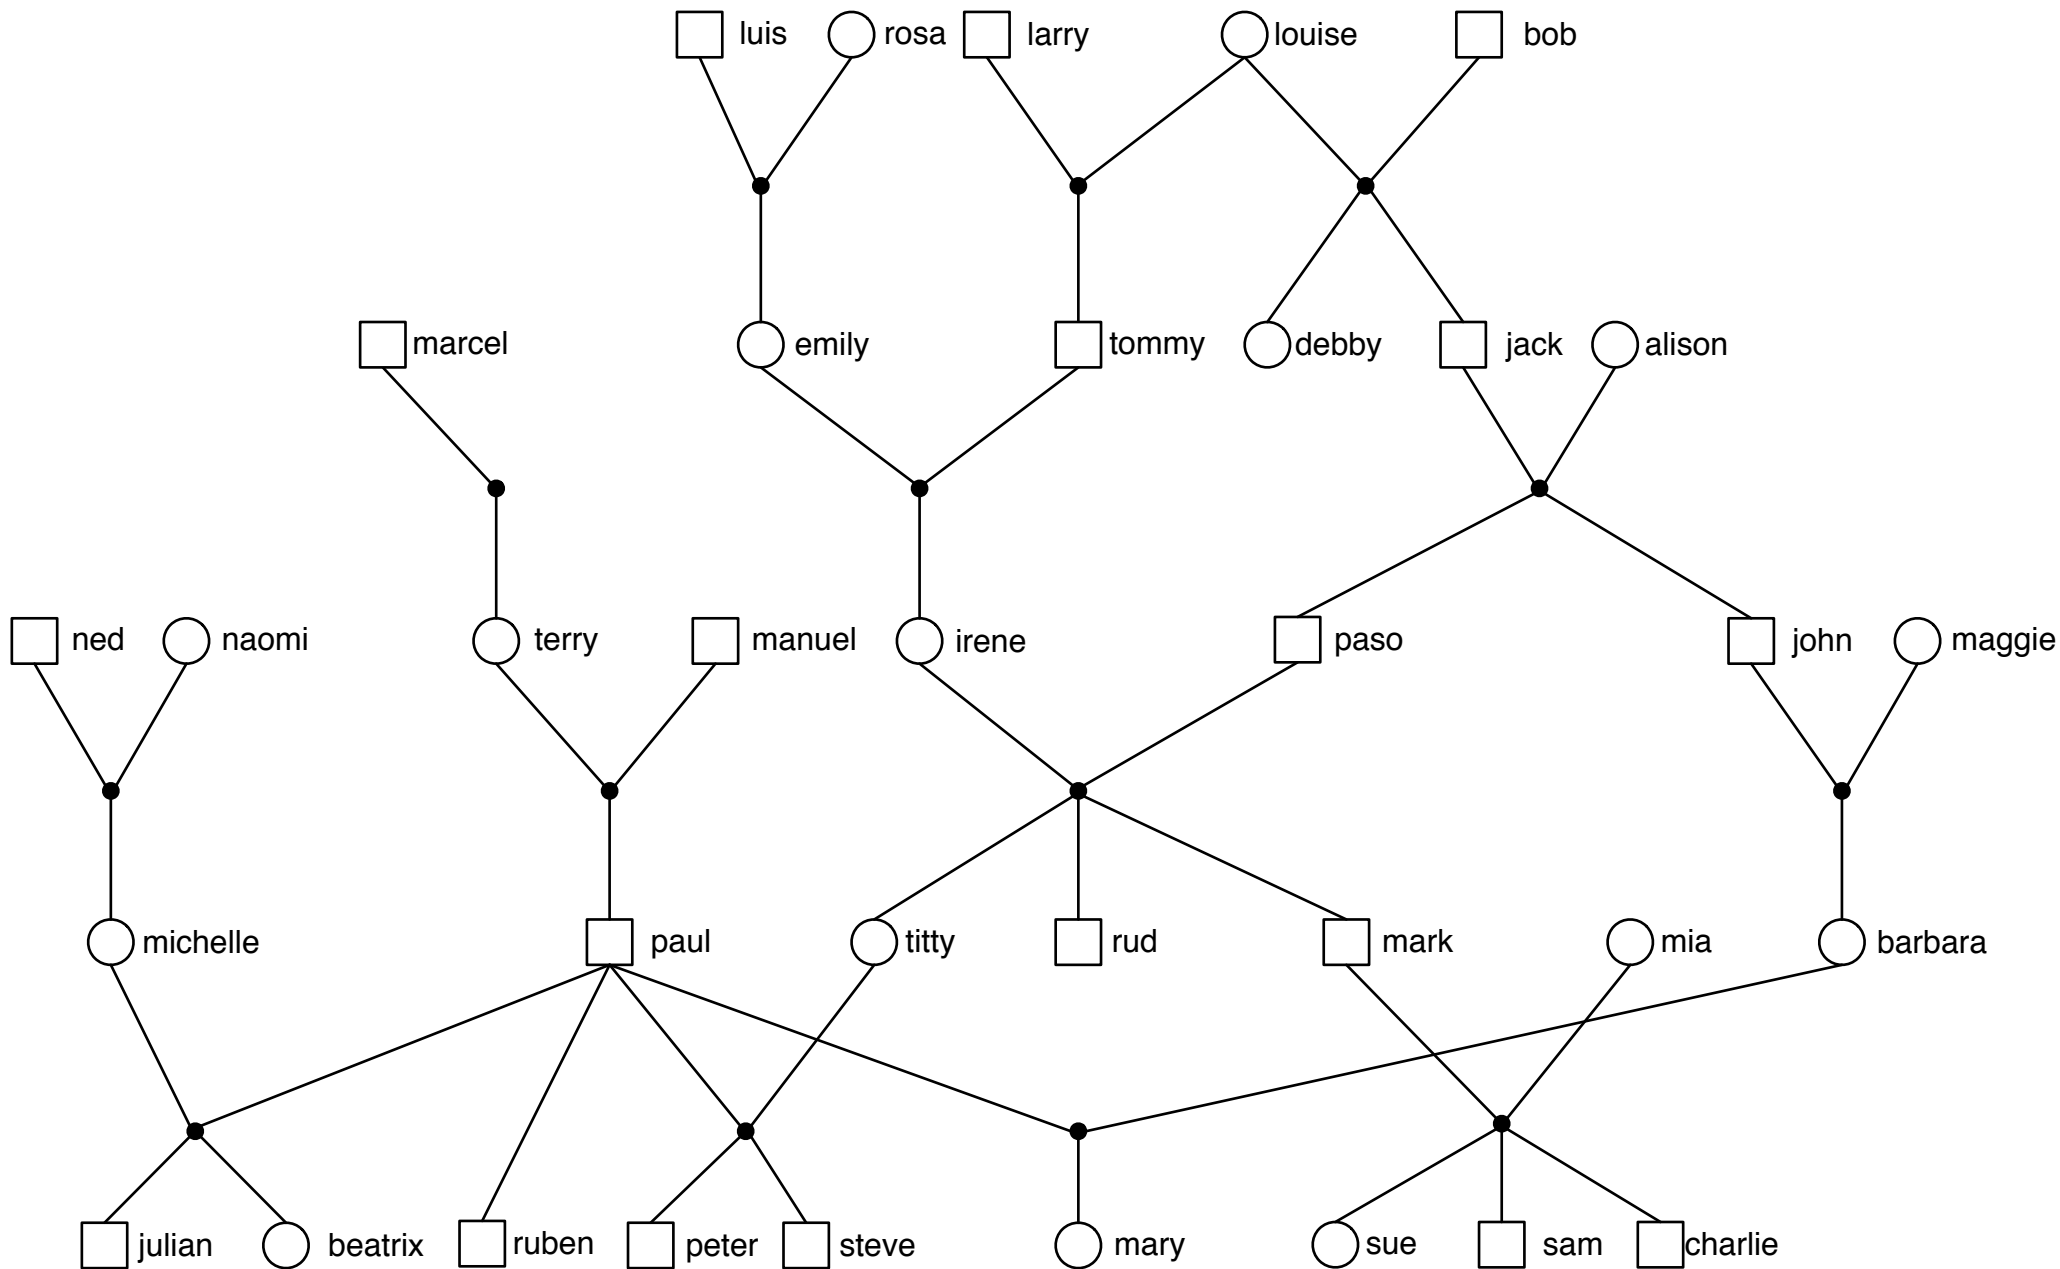 luis rosa larry louise bob
marcel emily tommy debby jack alison
ned naomi terry manuel irene paso john maggie
michelle paul titty rud mark mia barbara
julian beatrix ruben peter steve mary sue sam charlie